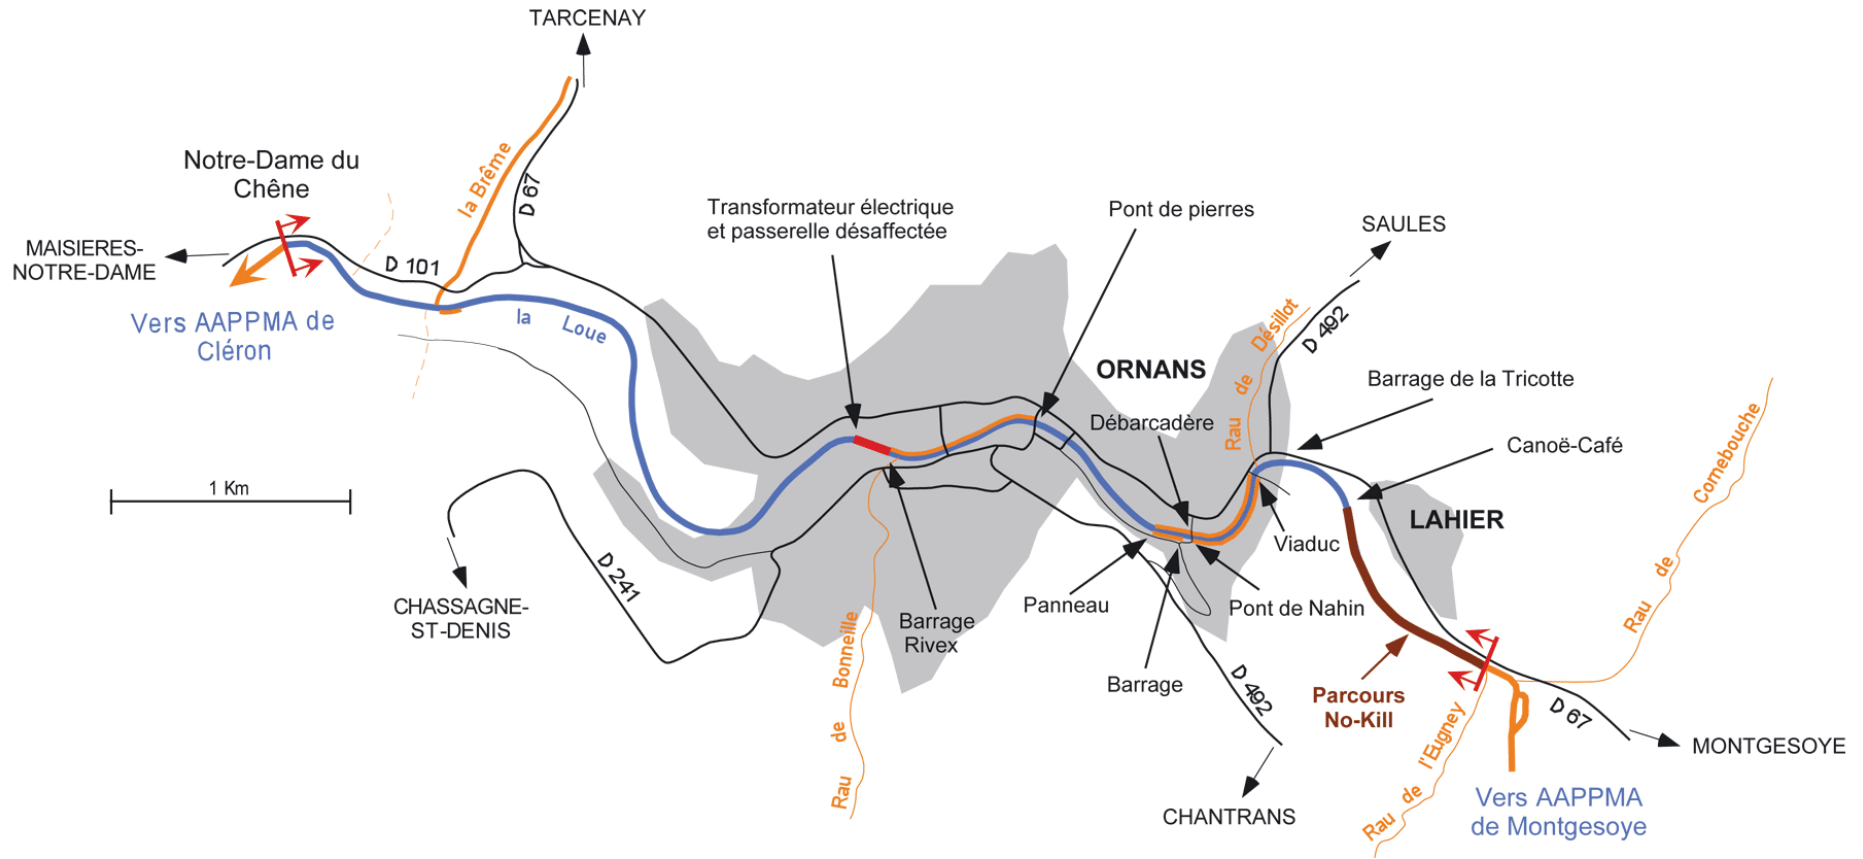 TARCENAY
Notre-Dame du
Chêne
la Brême
D 67
MAISIERES-
NOTRE-DAME
D 101
Vers AAPPMA de
Cléron
la Loue
Transformateur électrique
et passerelle désaffectée
Pont de pierres
SAULES
Rau de Désillot
D 492
ORNANS
Barrage de la Tricotte
Débarcadère
Canoë-Café
Rau de Cornebouche
1 Km
LAHIER
Viaduc
D 241
CHASSAGNE-
ST-DENIS
Barrage
Rivex
Panneau
Pont de Nahin
Barrage
Rau de Bonneille
D 492
Parcours
No-Kill
D 67
Rau de l'Eugney
MONTGESOYE
CHANTRANS
Vers AAPPMA
de Montgesoye